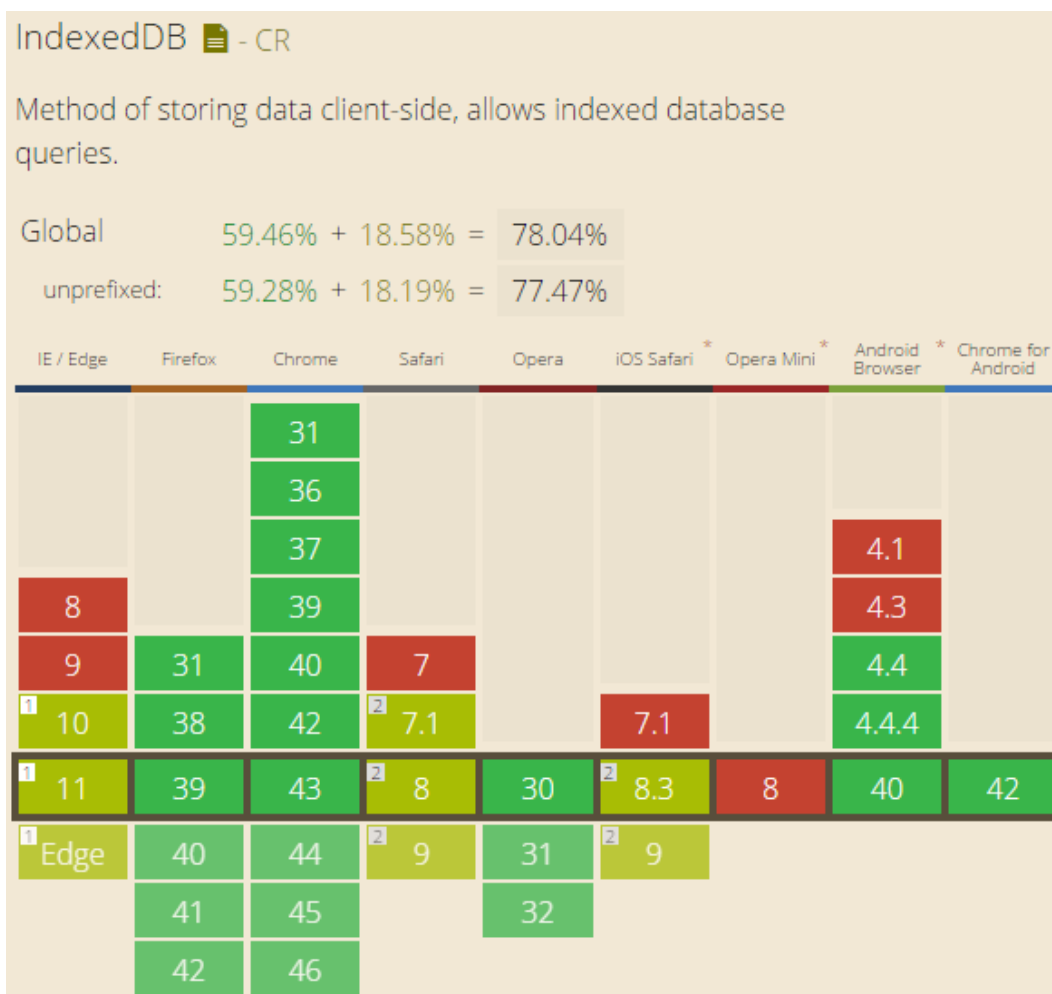 IndexedDB - CR
Method of storing data client-side, allows indexed database
queries.
Global 59.46% + 18.58% = 78.04%
unprefixed: 59.28% + 18.19% = 77.47%
IE / Edge Firefox Chrome Safari Opera iOS Safari * Opera Mini * Android Browser * Chrome for Android
31
36
37 4.1
8 39 4.3
9 31 40 7 4.4
1 10 38 42 2 7.1 7.1 4.4.4
1 11 39 43 2 8 30 2 8.3 8 40 42
1 Edge 40 44 2 9 31 2 9
41 45 32
42 46